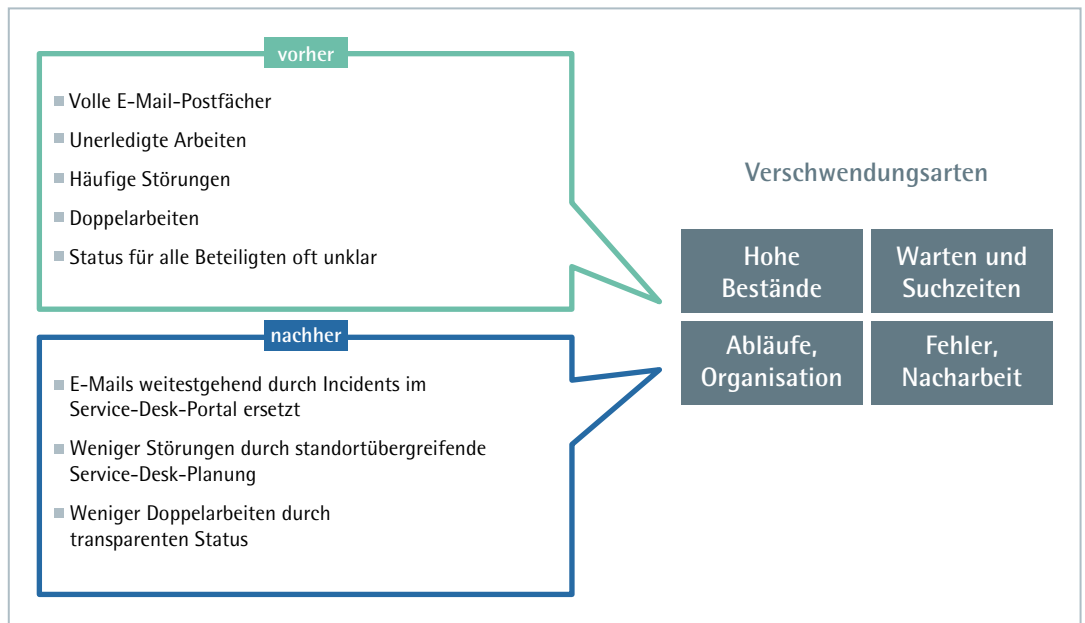 vorher
Volle E-Mail-Postfächer
Unerledigte Arbeiten
Häufige Störungen
Doppelarbeiten
Status für alle Beteiligten oft unklar
nachher
E-Mails weitestgehend durch Incidents im
Service-Desk-Portal ersetzt
Weniger Störungen durch standortübergreifende
Service-Desk-Planung
Weniger Doppelarbeiten durch
transparenten Status
Verschwendungsarten
Hohe
Bestände
Warten und
Suchzeiten
Abläufe,
Organisation
Fehler,
Nacharbeit